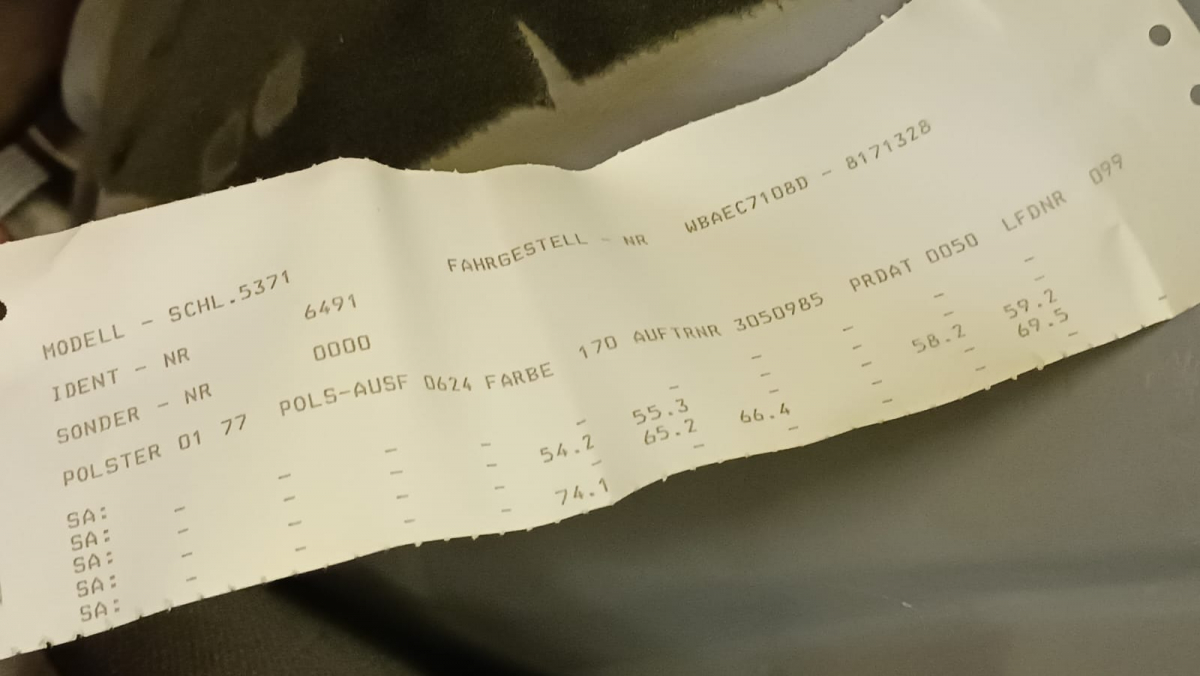 MODELL - SCHL.5371 FAHRGESTELL - NR WBAEC7108D - 8171328
IDENT - NR 6491
SONDER - NR 0000
POLSTER 01 77 POLS-AUSF 0624 FARBE 170 AUFTRNR 3050985 PRDAT 0050 LFDNR 099
SA: - - - - - - - - - -
SA: - - - - 54.2 55.3 - - - -
SA: - - - - - 65.2 - - 58.2 59.2
SA: - - - - 74.1 - 66.4 - - 69.5
SA: - - -